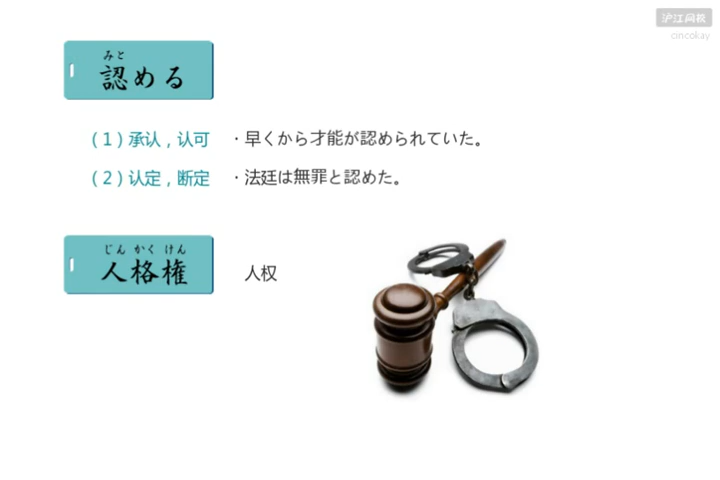 沪江网校
cincokay
みと
認める
（1）承认，认可 ・早くから才能が認められていた。
（2）认定，断定 ・法廷は無罪と認めた。
じん かく けん
人格権 人权